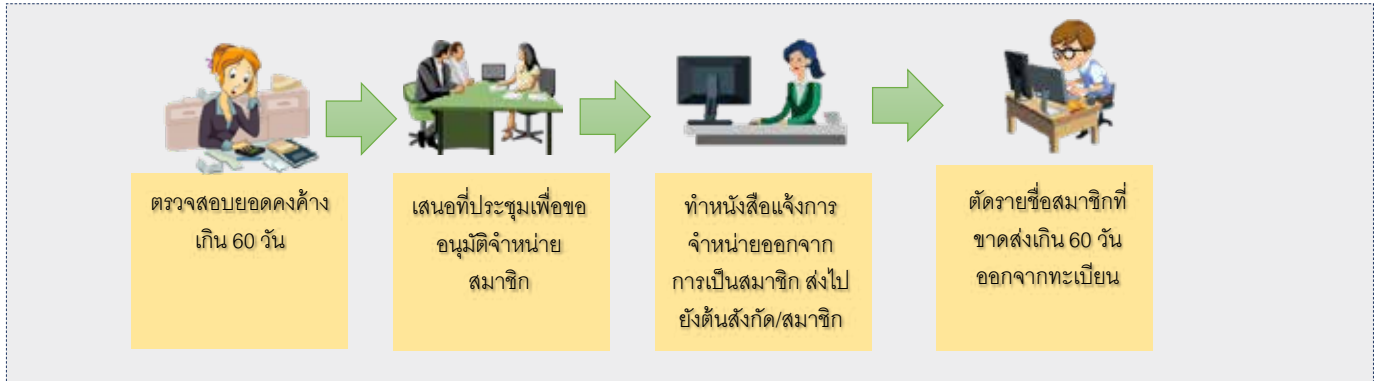 ตรวจสอบยอดคงค้าง
เกิน 60 วัน
เสนอที่ประชุมเพื่อขอ
อนุมัติจำหน่าย
สมาชิก
ทำหนังสือแจ้งการ
จำหน่ายออกจาก
การเป็นสมาชิก ส่งไป
ยังต้นสังกัด/สมาชิก
ตัดรายชื่อสมาชิกที่
ขาดส่งเกิน 60 วัน
ออกจากทะเบียน